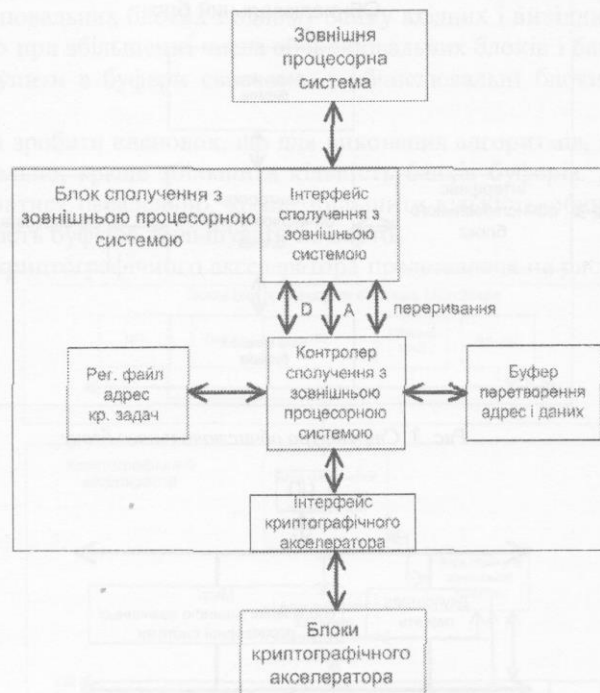 Зовнішня
процесорна
система
Блок сполучення з
зовнішньою процесорною
системою
Інтерфейс
сполучення з
зовнішньою
системою
D
A
переривання
Рег. файл
адрес
кр. задач
Контролер
сполучення з
зовнішньою
процесорною
системою
Буфер
перетворення
адрес і даних
Інтерфейс
криптографічного
акселератора
Блоки
криптографічного
акселератора